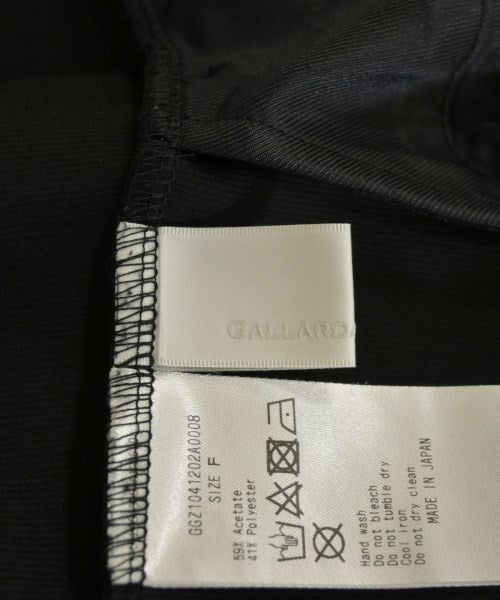 GALLARDA
GGZ1041202A0008
SIZE F
59% Acetate
41% Polyester
Hand wash
Do not bleach
Do not tumble dry
Cool iron
Do not dry clean
MADE IN JAPAN